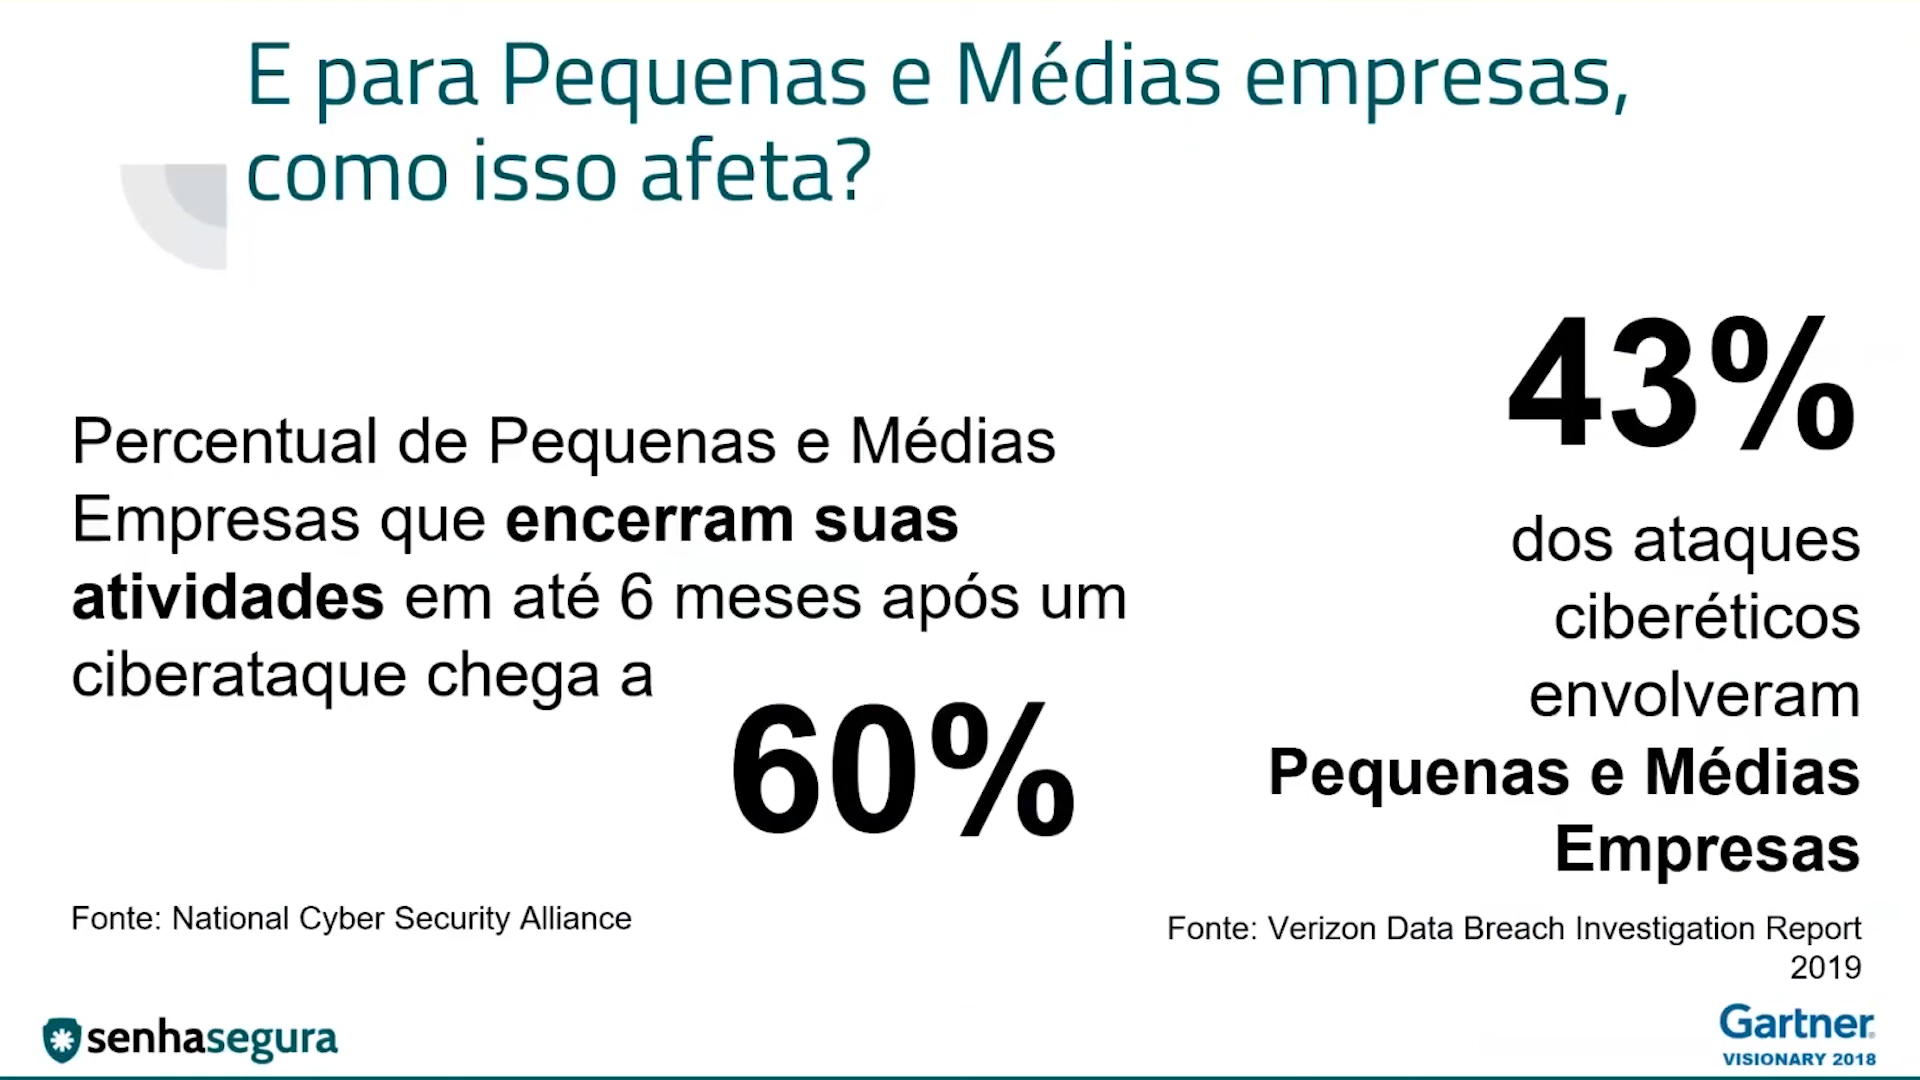 E para Pequenas e Médias empresas,
como isso afeta?
Percentual de Pequenas e Médias
Empresas que encerram suas
atividades em até 6 meses após um
ciberataque chega a
60%
Fonte: National Cyber Security Alliance
43%
dos ataques
ciberéticos
envolveram
Pequenas e Médias
Empresas
Fonte: Verizon Data Breach Investigation Report
2019
senhasegura
Gartner
VISIONARY 2018